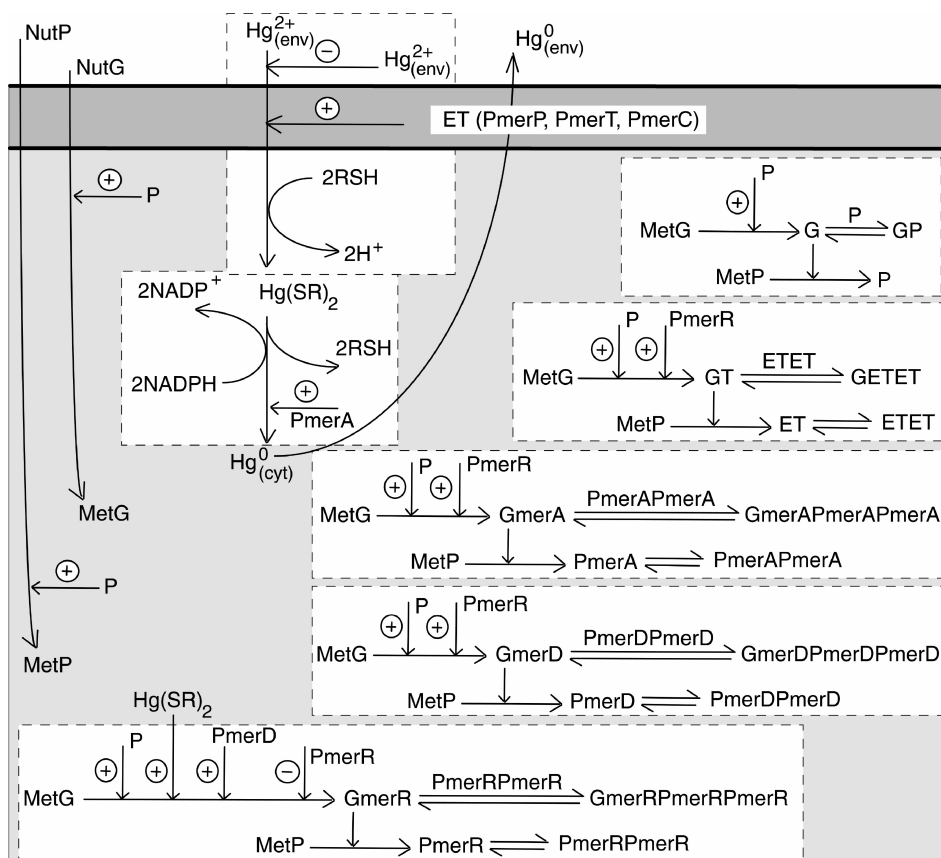 NutP
NutG
Hg2+(env)
−
Hg2+(env)
Hg0(env)
+
ET (PmerP, PmerT, PmerC)
+
P
2RSH
2H+
P
+
MetG
G
P
GP
MetP
P
2NADP+
Hg(SR)2
2RSH
2NADPH
+
PmerA
Hg0(cyt)
P
PmerR
+
+
MetG
GT
ETET
GETET
MetP
ET
ETET
P
PmerR
+
+
MetG
GmerA
PmerAPmerA
GmerAPmerAPmerA
MetP
PmerA
PmerAPmerA
MetG
+
P
MetP
P
PmerR
+
+
MetG
GmerD
PmerDPmerD
GmerDPmerDPmerD
MetP
PmerD
PmerDPmerD
Hg(SR)2
P
PmerD
PmerR
+
+
+
−
MetG
GmerR
PmerRPmerR
GmerRPmerRPmerR
MetP
PmerR
PmerRPmerR